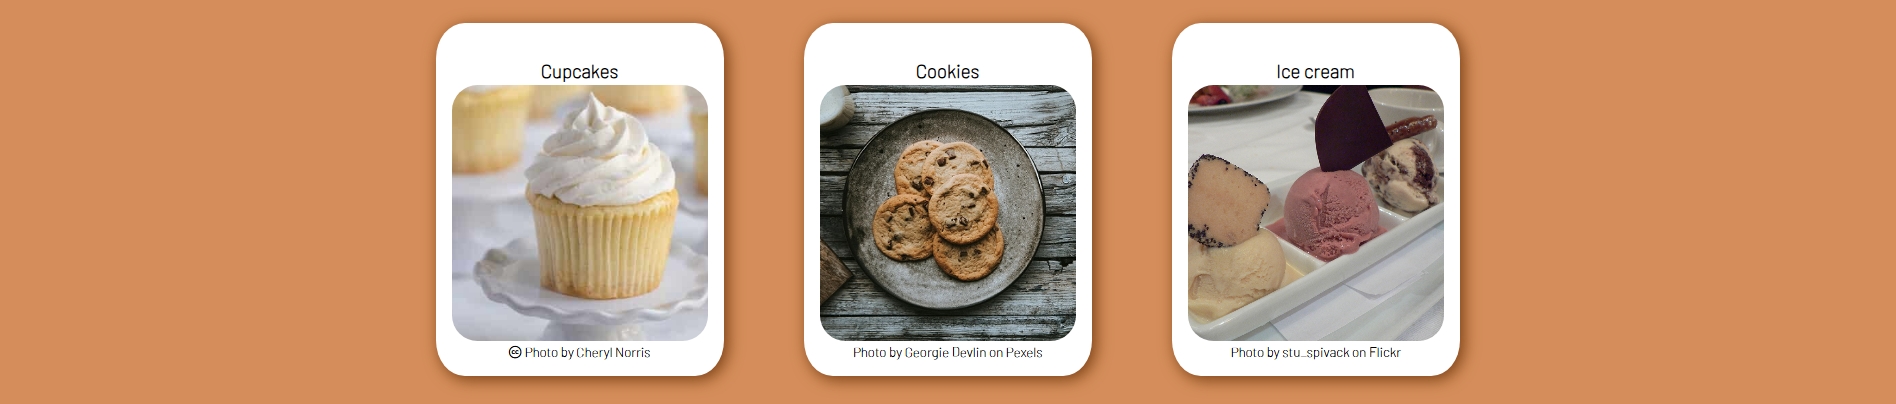 Cupcakes
Cookies
Ice cream
🅭 Photo by Cheryl Norris
Photo by Georgie Devlin on Pexels
Photo by stu_spivack on Flickr